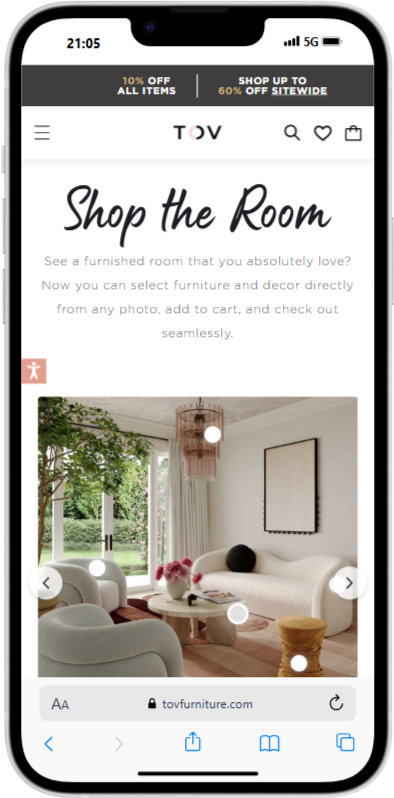 21:05
5G
10% OFF
ALL ITEMS
SHOP UP TO
60% OFF SITEWIDE
TOV
Shop the Room
See a furnished room that you absolutely love?
Now you can select furniture and decor directly
from any photo, add to cart, and check out
seamlessly.
AA
tovfurniture.com